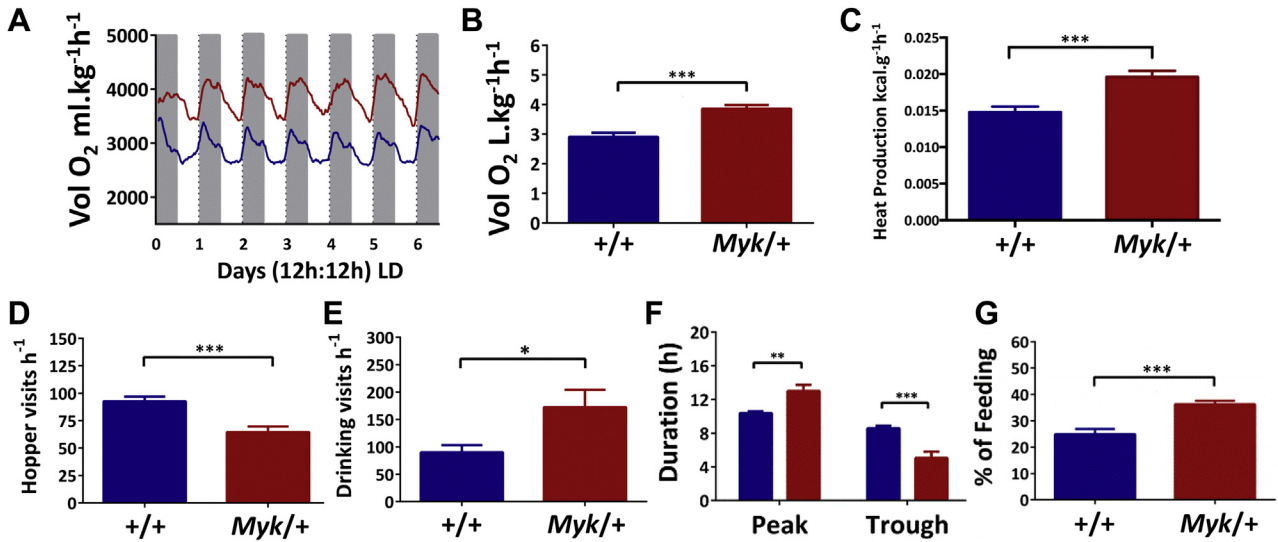 A
Vol O2 ml.kg-1h-1
5000
4000
3000
2000
0 1 2 3 4 5 6
Days (12h:12h) LD
B
Vol O2 L.kg-1h-1
6
5
4
3
2
1
0
***
+/+ Myk/+
C
Heat Production kcal.g-1h-1
0.025
0.020
0.015
0.010
0.005
0.000
***
+/+ Myk/+
D
Hopper visits h-1
150
125
100
75
50
25
0
***
+/+ Myk/+
E
Drinking visits h-1
300
250
200
150
100
50
0
*
+/+ Myk/+
F
Duration (h)
20
16
12
8
4
0
**
***
Peak Trough
G
% of Feeding
60
50
40
30
20
10
0
***
+/+ Myk/+